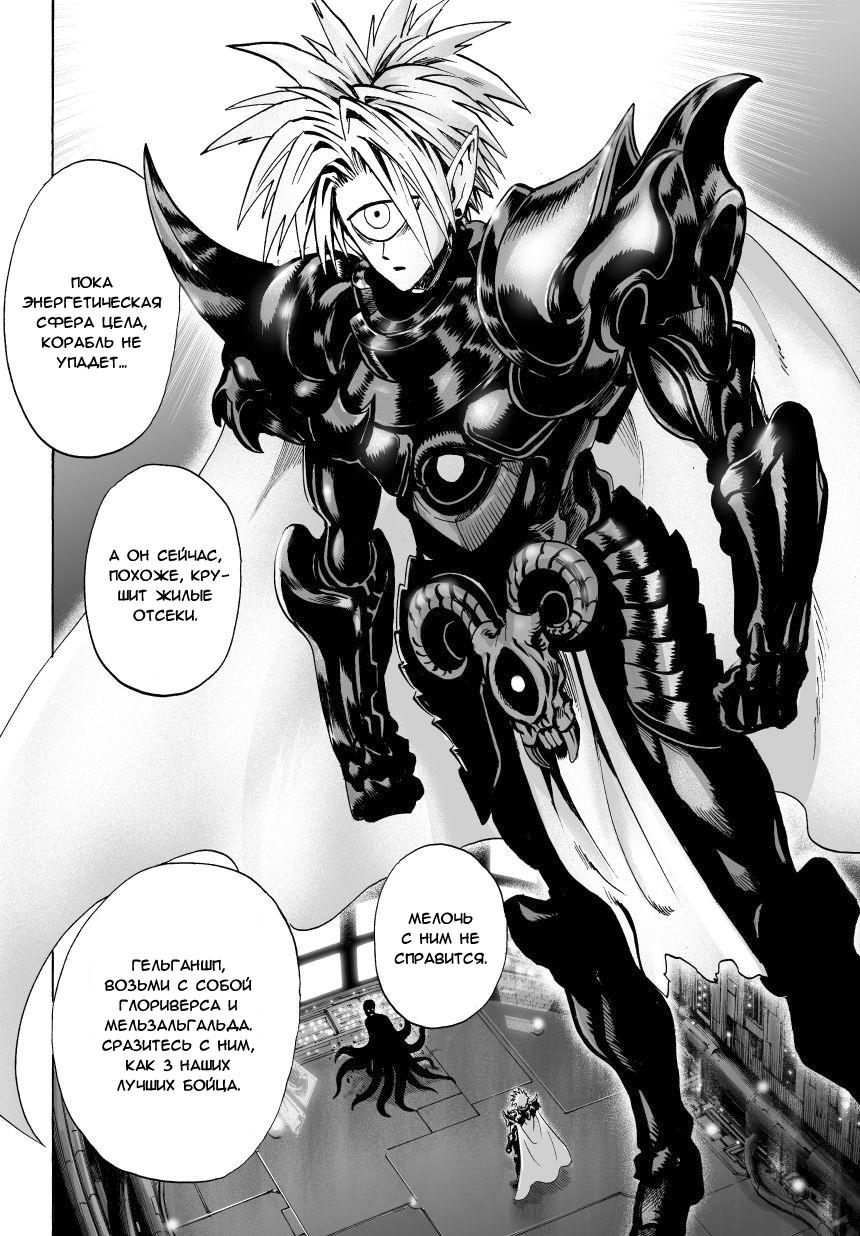 ПОКА
ЭНЕРГЕТИЧЕСКАЯ
СФЕРА ЦЕЛА,
КОРАБЛЬ НЕ
УПАДЕТ...
А ОН СЕЙЧАС,
ПОХОЖЕ, КРУ-
ШИТ ЖИЛЫЕ
ОТСЕКИ.
МЕЛОЧЬ
С НИМ НЕ
СПРАВИТСЯ.
ГЕЛЬГАНШП,
ВОЗЬМИ С СОБОЙ
ГЛОРИВЕРСА И
МЕЛЬЗАЛЬГАЛЬДА.
СРАЗИТЕСЬ С НИМ,
КАК 3 НАШИХ
ЛУЧШИХ БОЙЦА.